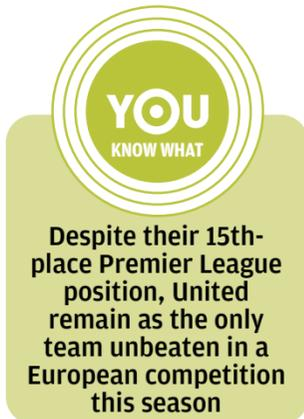 YOU
KNOW WHAT
Despite their 15th-
place Premier League
position, United
remain as the only
team unbeaten in a
European competition
this season